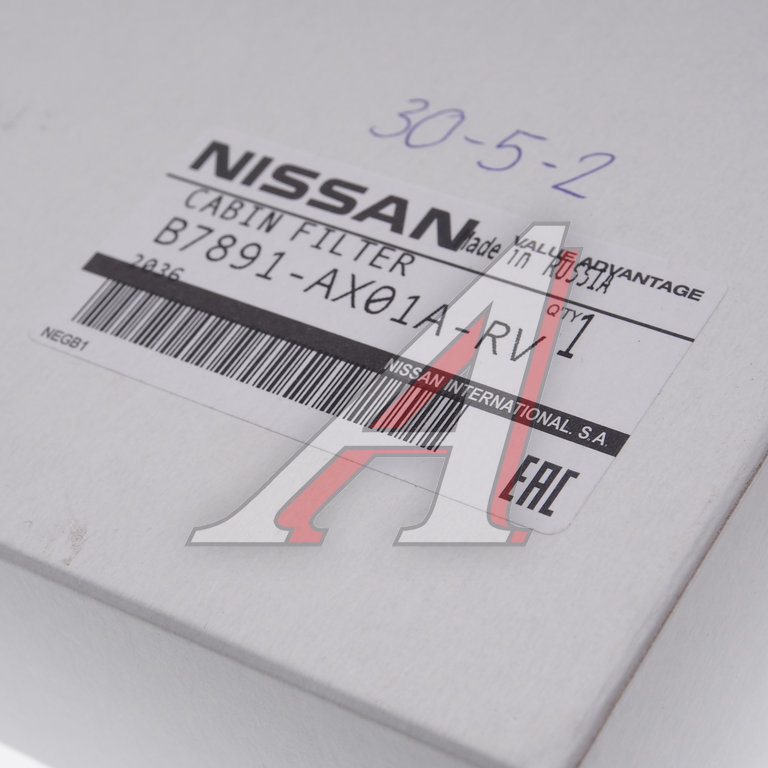 30-5-2
NISSAN
VALUE ADVANTAGE
CABIN FILTER
Made in RUSSIA
B7891-AX01A-RV
Q'TY 1
2036
NISSAN INTERNATIONAL. S.A.
NEGB1
EAC
A